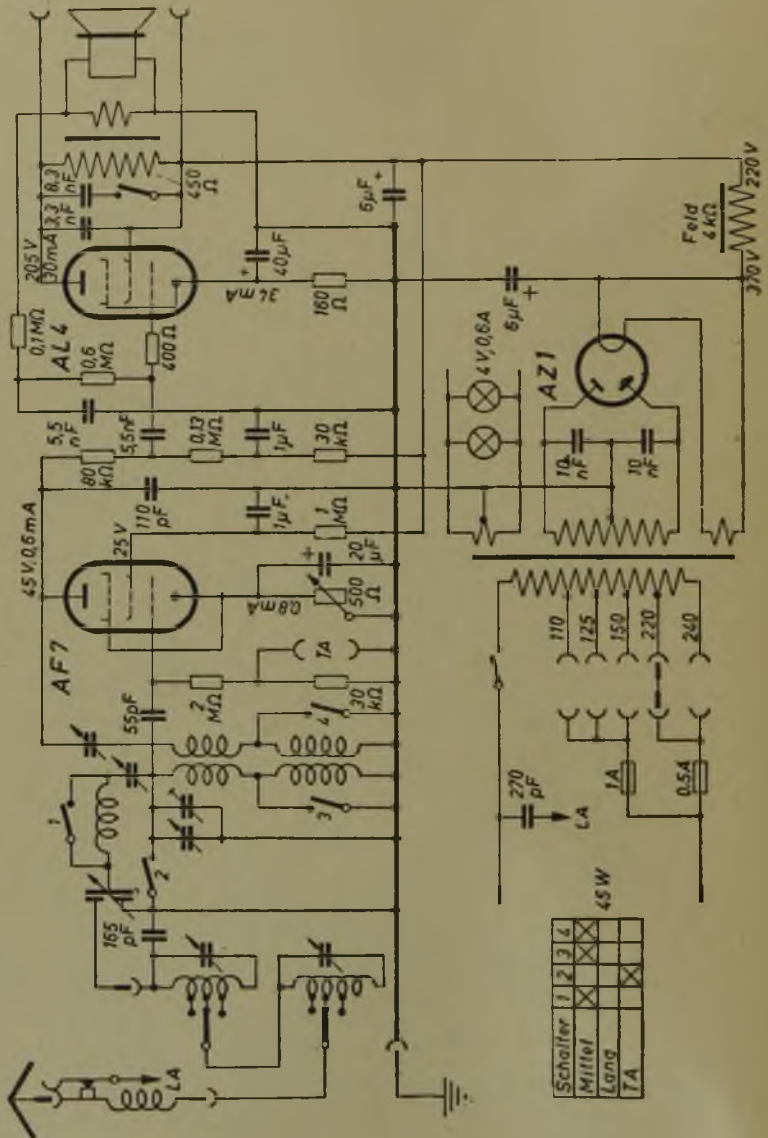 205V
30mA
3,3 nF
8,3 nF
450 Ω
0,1MΩ
AL4
0,6 MΩ
400Ω
34mA
40µF
160 Ω
6µF
+
45V,0,6mA
5,5 nF
5,5nF
80 kΩ
0,13 MΩ
1µF
30 kΩ
110 pF
25V
1µF
1 MΩ
AF7
0,8mA
20 µF
500 Ω
55pF
2 MΩ
TA
30 kΩ
1
2
3
4
165 pF
LA
6µF
+
4V,0,6A
AZ1
10 nF
10 nF
Feld
4kΩ
370V
220V
110
125
150
220
240
270 pF
LA
1A
0,5A
45W
Schalter 1 2 3 4
Mittel
Lang
TA